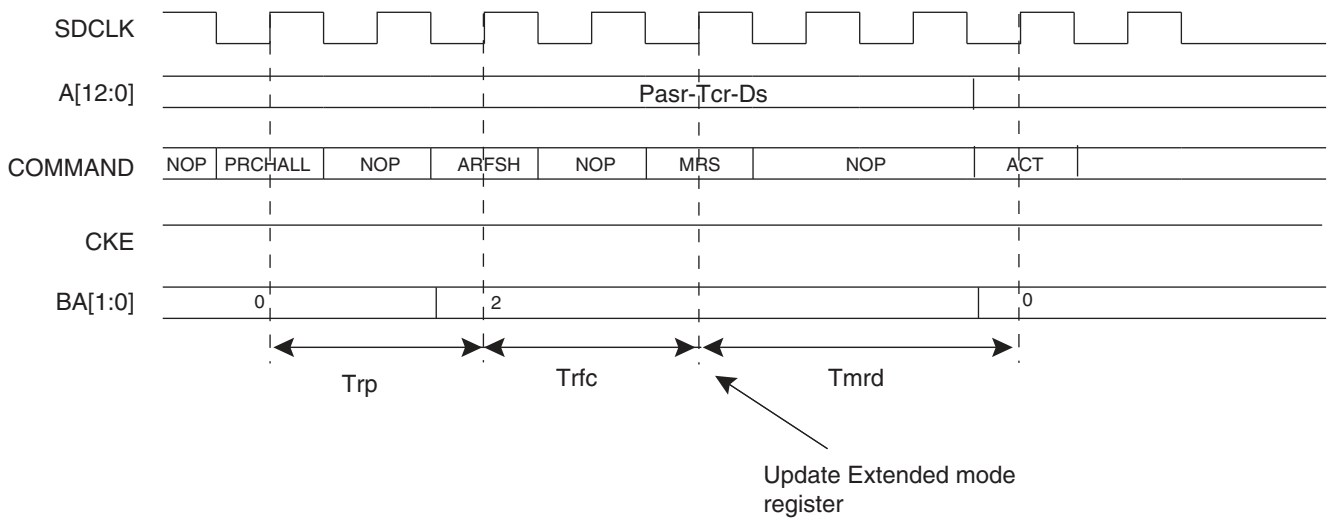 SDCLK
A[12:0]
Pasr-Tcr-Ds
COMMAND
NOP PRCHALL NOP ARFSH NOP MRS NOP ACT
CKE
BA[1:0]
0 2 0
Trp Trfc Tmrd
Update Extended mode
register